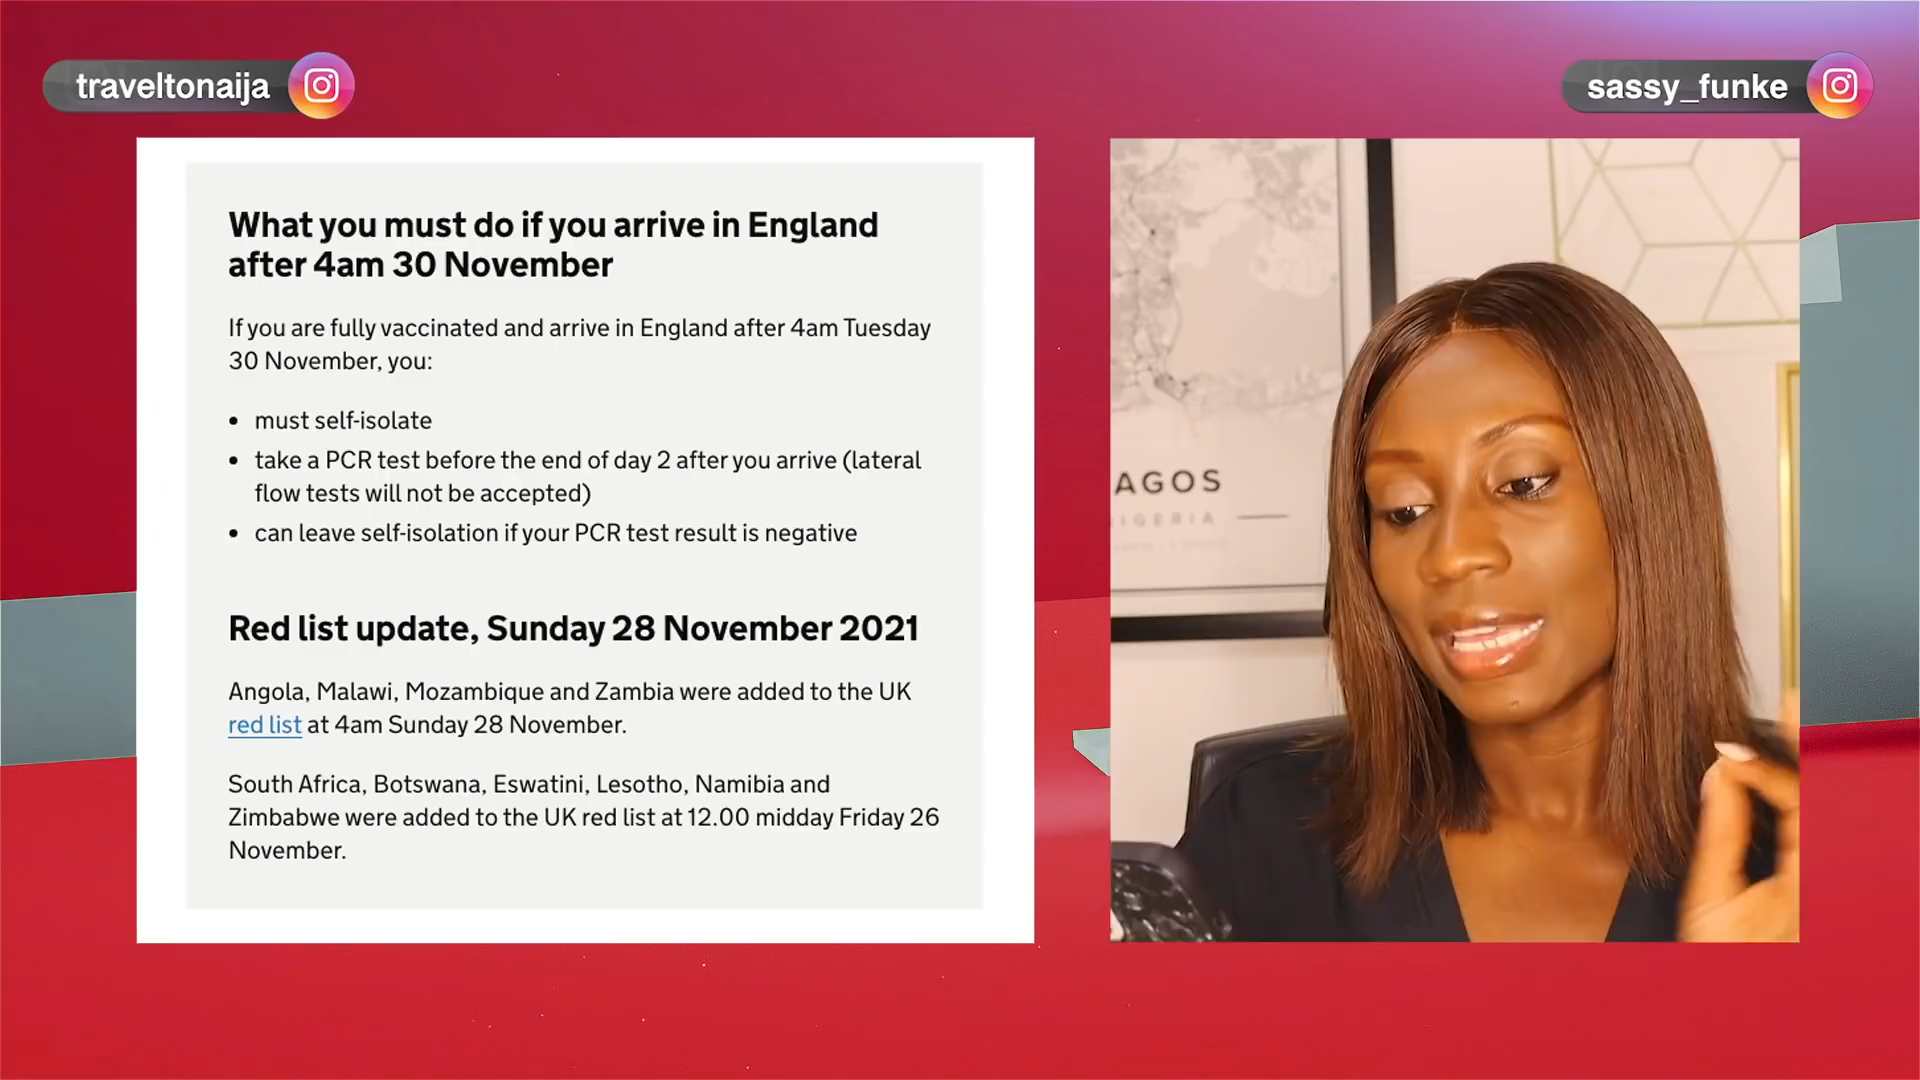 traveltonaija
sassy_funke
What you must do if you arrive in England
after 4am 30 November
If you are fully vaccinated and arrive in England after 4am Tuesday
30 November, you:
• must self-isolate
• take a PCR test before the end of day 2 after you arrive (lateral
flow tests will not be accepted)
• can leave self-isolation if your PCR test result is negative
Red list update, Sunday 28 November 2021
Angola, Malawi, Mozambique and Zambia were added to the UK
red list at 4am Sunday 28 November.
South Africa, Botswana, Eswatini, Lesotho, Namibia and
Zimbabwe were added to the UK red list at 12.00 midday Friday 26
November.
AGOS
IGERIA